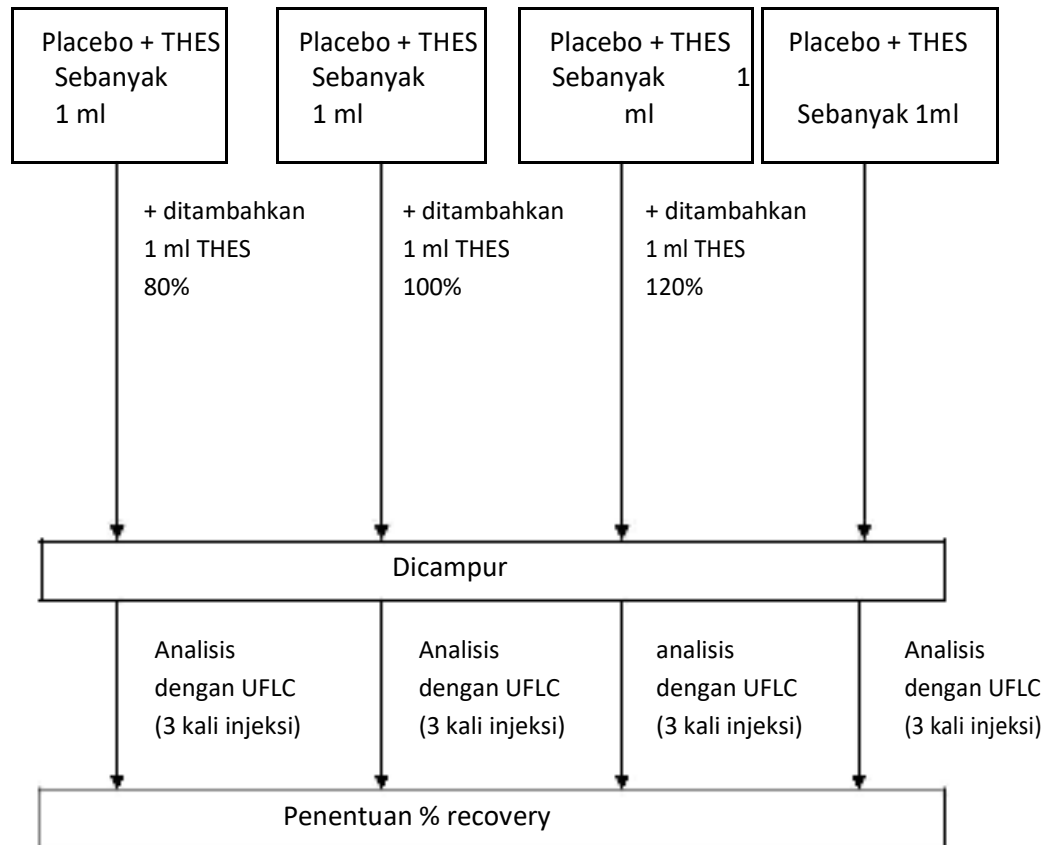 Placebo + THES
Sebanyak
1 ml
Placebo + THES
Sebanyak
1 ml
Placebo + THES
Sebanyak 1
ml
Placebo + THES
Sebanyak 1ml
+ ditambahkan
1 ml THES
80%
+ ditambahkan
1 ml THES
100%
+ ditambahkan
1 ml THES
120%
Dicampur
Analisis
dengan UFLC
(3 kali injeksi)
Analisis
dengan UFLC
(3 kali injeksi)
analisis
dengan UFLC
(3 kali injeksi)
Analisis
dengan UFLC
(3 kali injeksi)
Penentuan % recovery